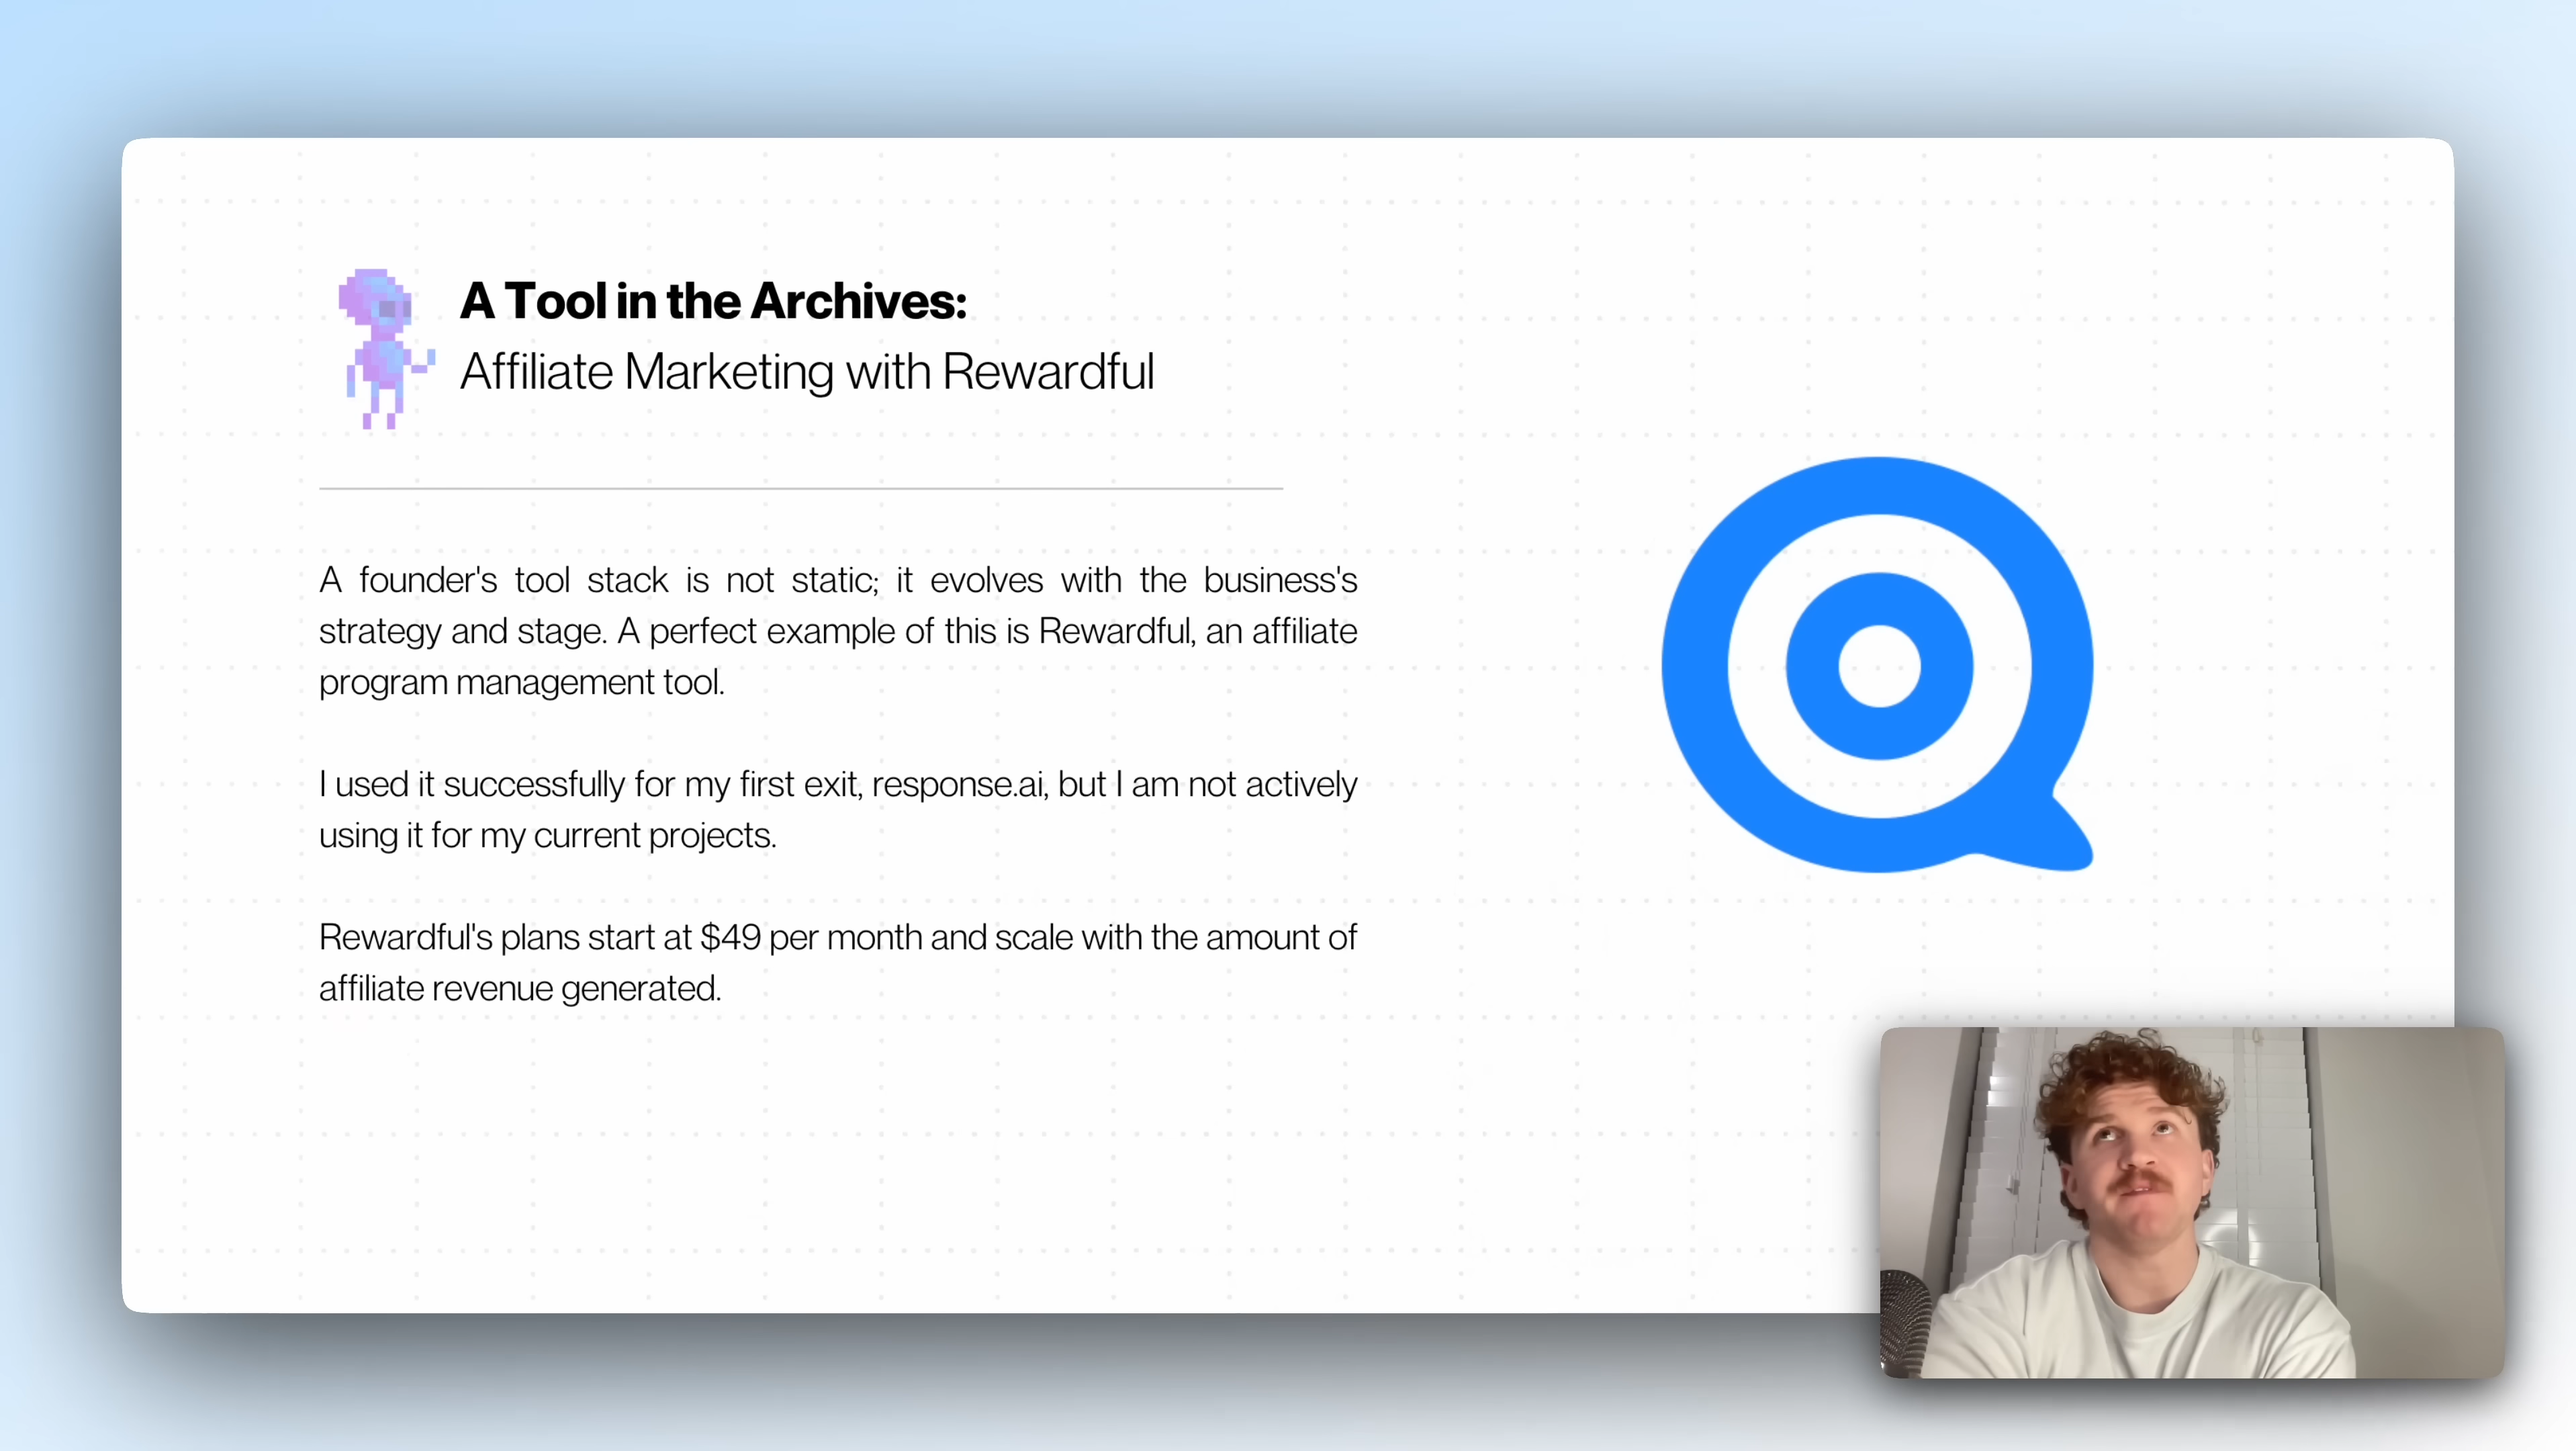 A Tool in the Archives:
Affiliate Marketing with Rewardful
A founder's tool stack is not static; it evolves with the business's
strategy and stage. A perfect example of this is Rewardful, an affiliate
program management tool.
I used it successfully for my first exit, response.ai, but I am not actively
using it for my current projects.
Rewardful's plans start at $49 per month and scale with the amount of
affiliate revenue generated.